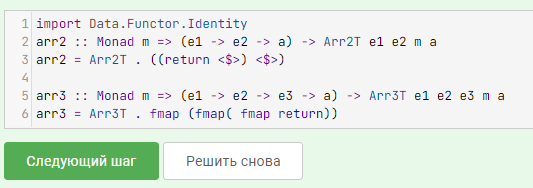 1 import Data.Functor.Identity
2 arr2 :: Monad m => (e1 -> e2 -> a) -> Arr2T e1 e2 m a
3 arr2 = Arr2T . ((return <$>) <$>)
4
5 arr3 :: Monad m => (e1 -> e2 -> e3 -> a) -> Arr3T e1 e2 e3 m a
6 arr3 = Arr3T . fmap (fmap( fmap return))
Следующий шаг Решить снова